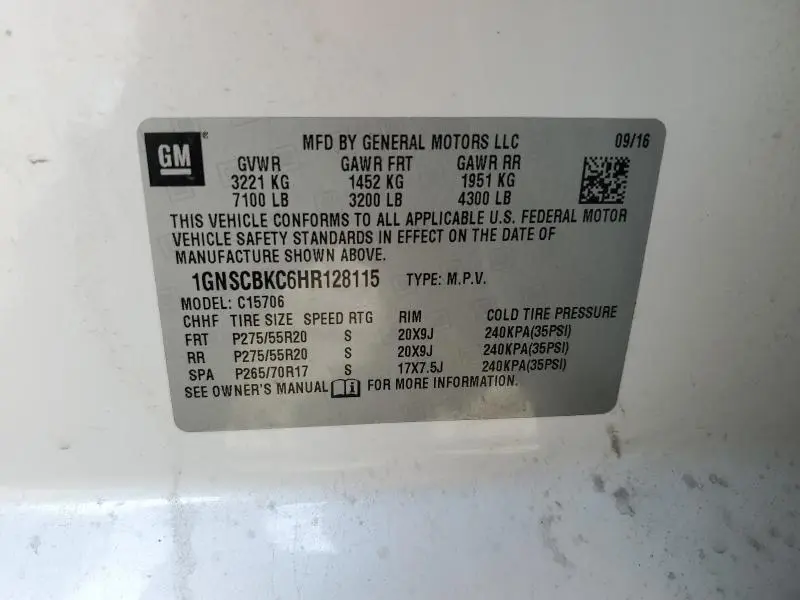 GM®
MFD BY GENERAL MOTORS LLC 09/16
GVWR GAWR FRT GAWR RR
3221 KG 1452 KG 1951 KG
7100 LB 3200 LB 4300 LB
THIS VEHICLE CONFORMS TO ALL APPLICABLE U.S. FEDERAL MOTOR
VEHICLE SAFETY STANDARDS IN EFFECT ON THE DATE OF
MANUFACTURE SHOWN ABOVE.
1GNSCBKC6HR128115 TYPE: M.P.V.
MODEL: C15706
CHHF TIRE SIZE SPEED RTG RIM COLD TIRE PRESSURE
FRT P275/55R20 S 20X9J 240KPA(35PSI)
RR P275/55R20 S 20X9J 240KPA(35PSI)
SPA P265/70R17 S 17X7.5J 240KPA(35PSI)
SEE OWNER'S MANUAL FOR MORE INFORMATION.